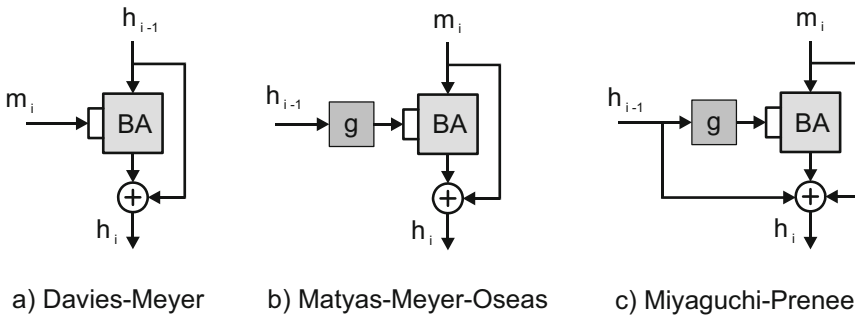 h i-1
m i
BA
h i
a) Davies-Meyer
m i
h i-1
g
BA
h i
b) Matyas-Meyer-Oseas
m i
h i-1
g
BA
h i
c) Miyaguchi-Prenee